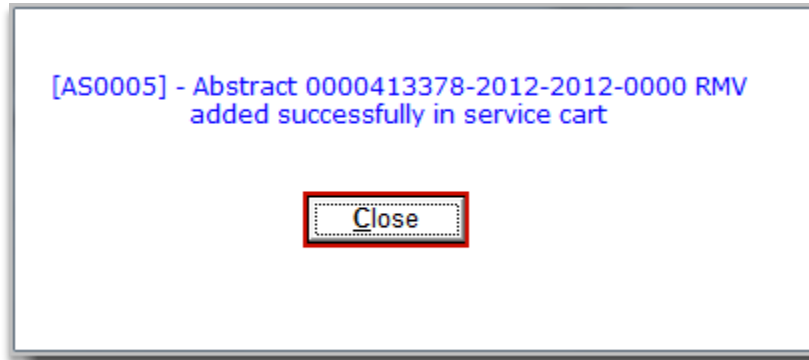 [AS0005] - Abstract 0000413378-2012-2012-0000 RMV
added successfully in service cart
Close